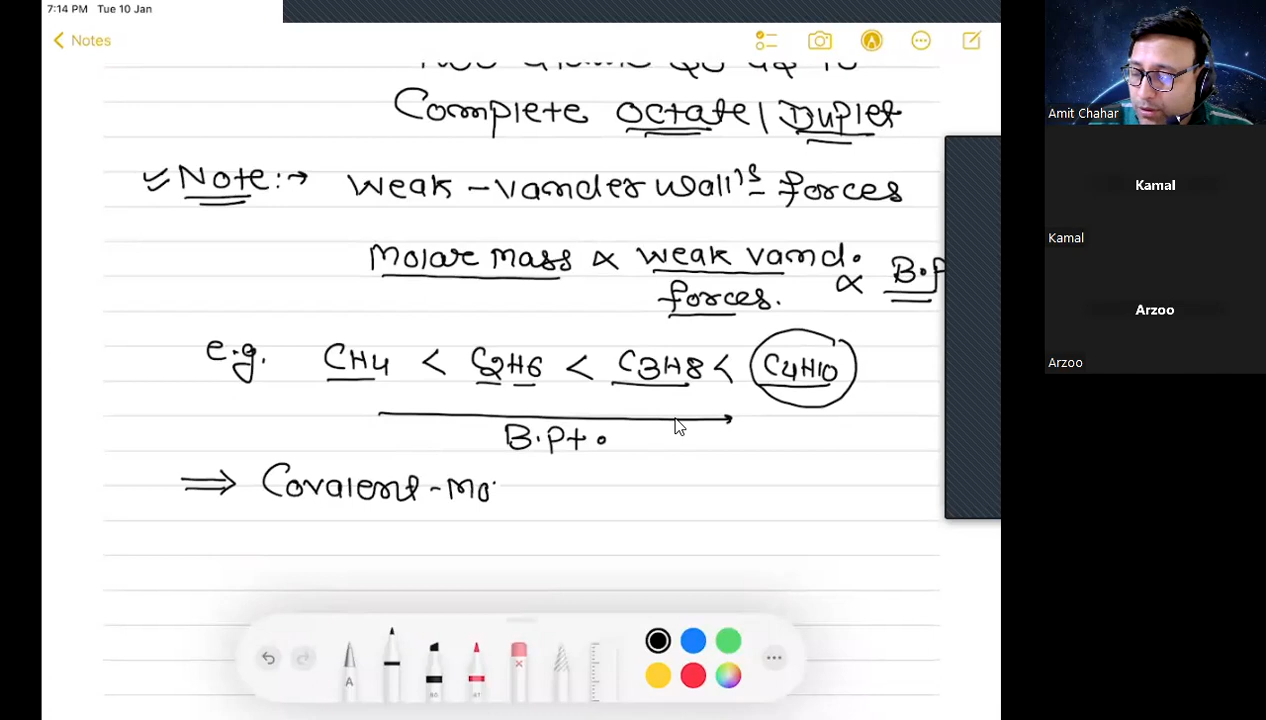 7:14 PM Tue 10 Jan
Notes
Complete octate / Duplet
Note:→ weak - vander wall's forces
Molar mass ∝ weak vand.
forces. ∝ B.P
e.g. CH4 < C2H6 < C3H8 < C4H10
B.Pt.
⇒ Covalent - mo
A
80
Amit Chahar
Kamal
Kamal
Arzoo
Arzoo